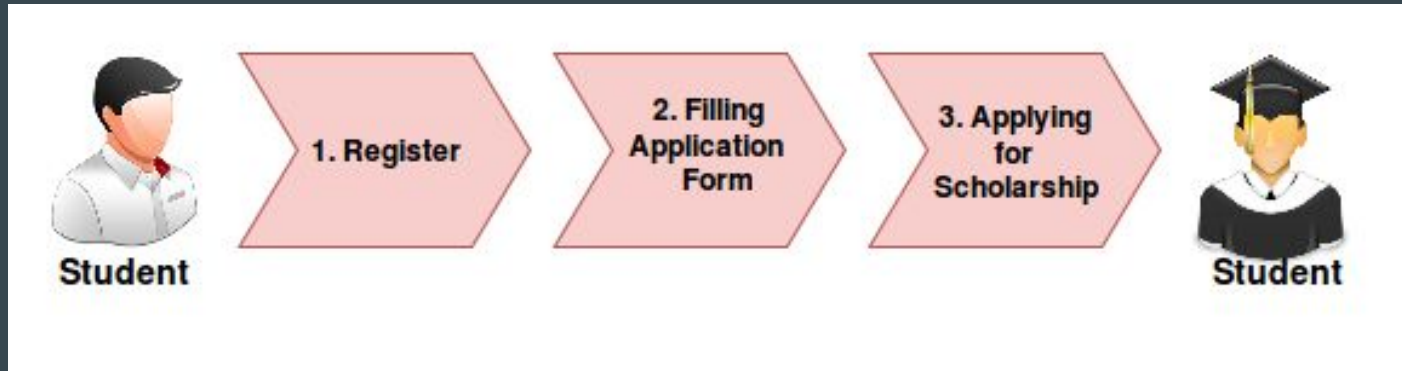 1. Register
2. Filling
Application
Form
3. Applying
for
Scholarship
Student
Student